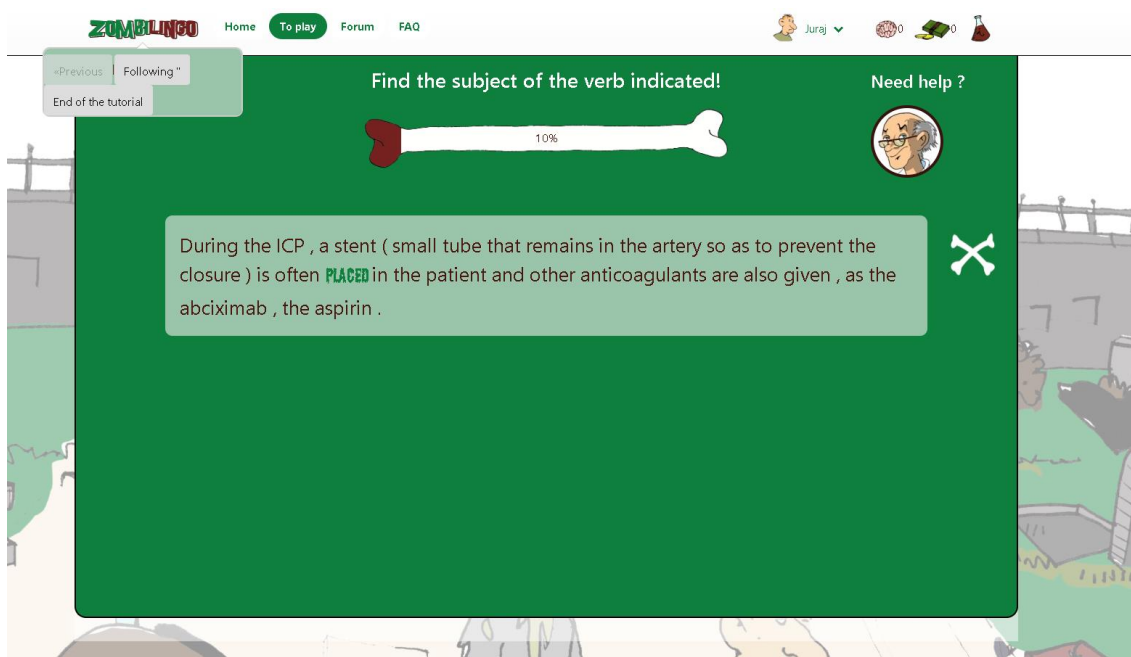 ZOMBILINGO Home To play Forum FAQ Juraj 0 0
«Previous Following "
End of the tutorial
Find the subject of the verb indicated!
Need help ?
10%
During the ICP , a stent ( small tube that remains in the artery so as to prevent the
closure ) is often PLACED in the patient and other anticoagulants are also given , as the
abciximab , the aspirin .